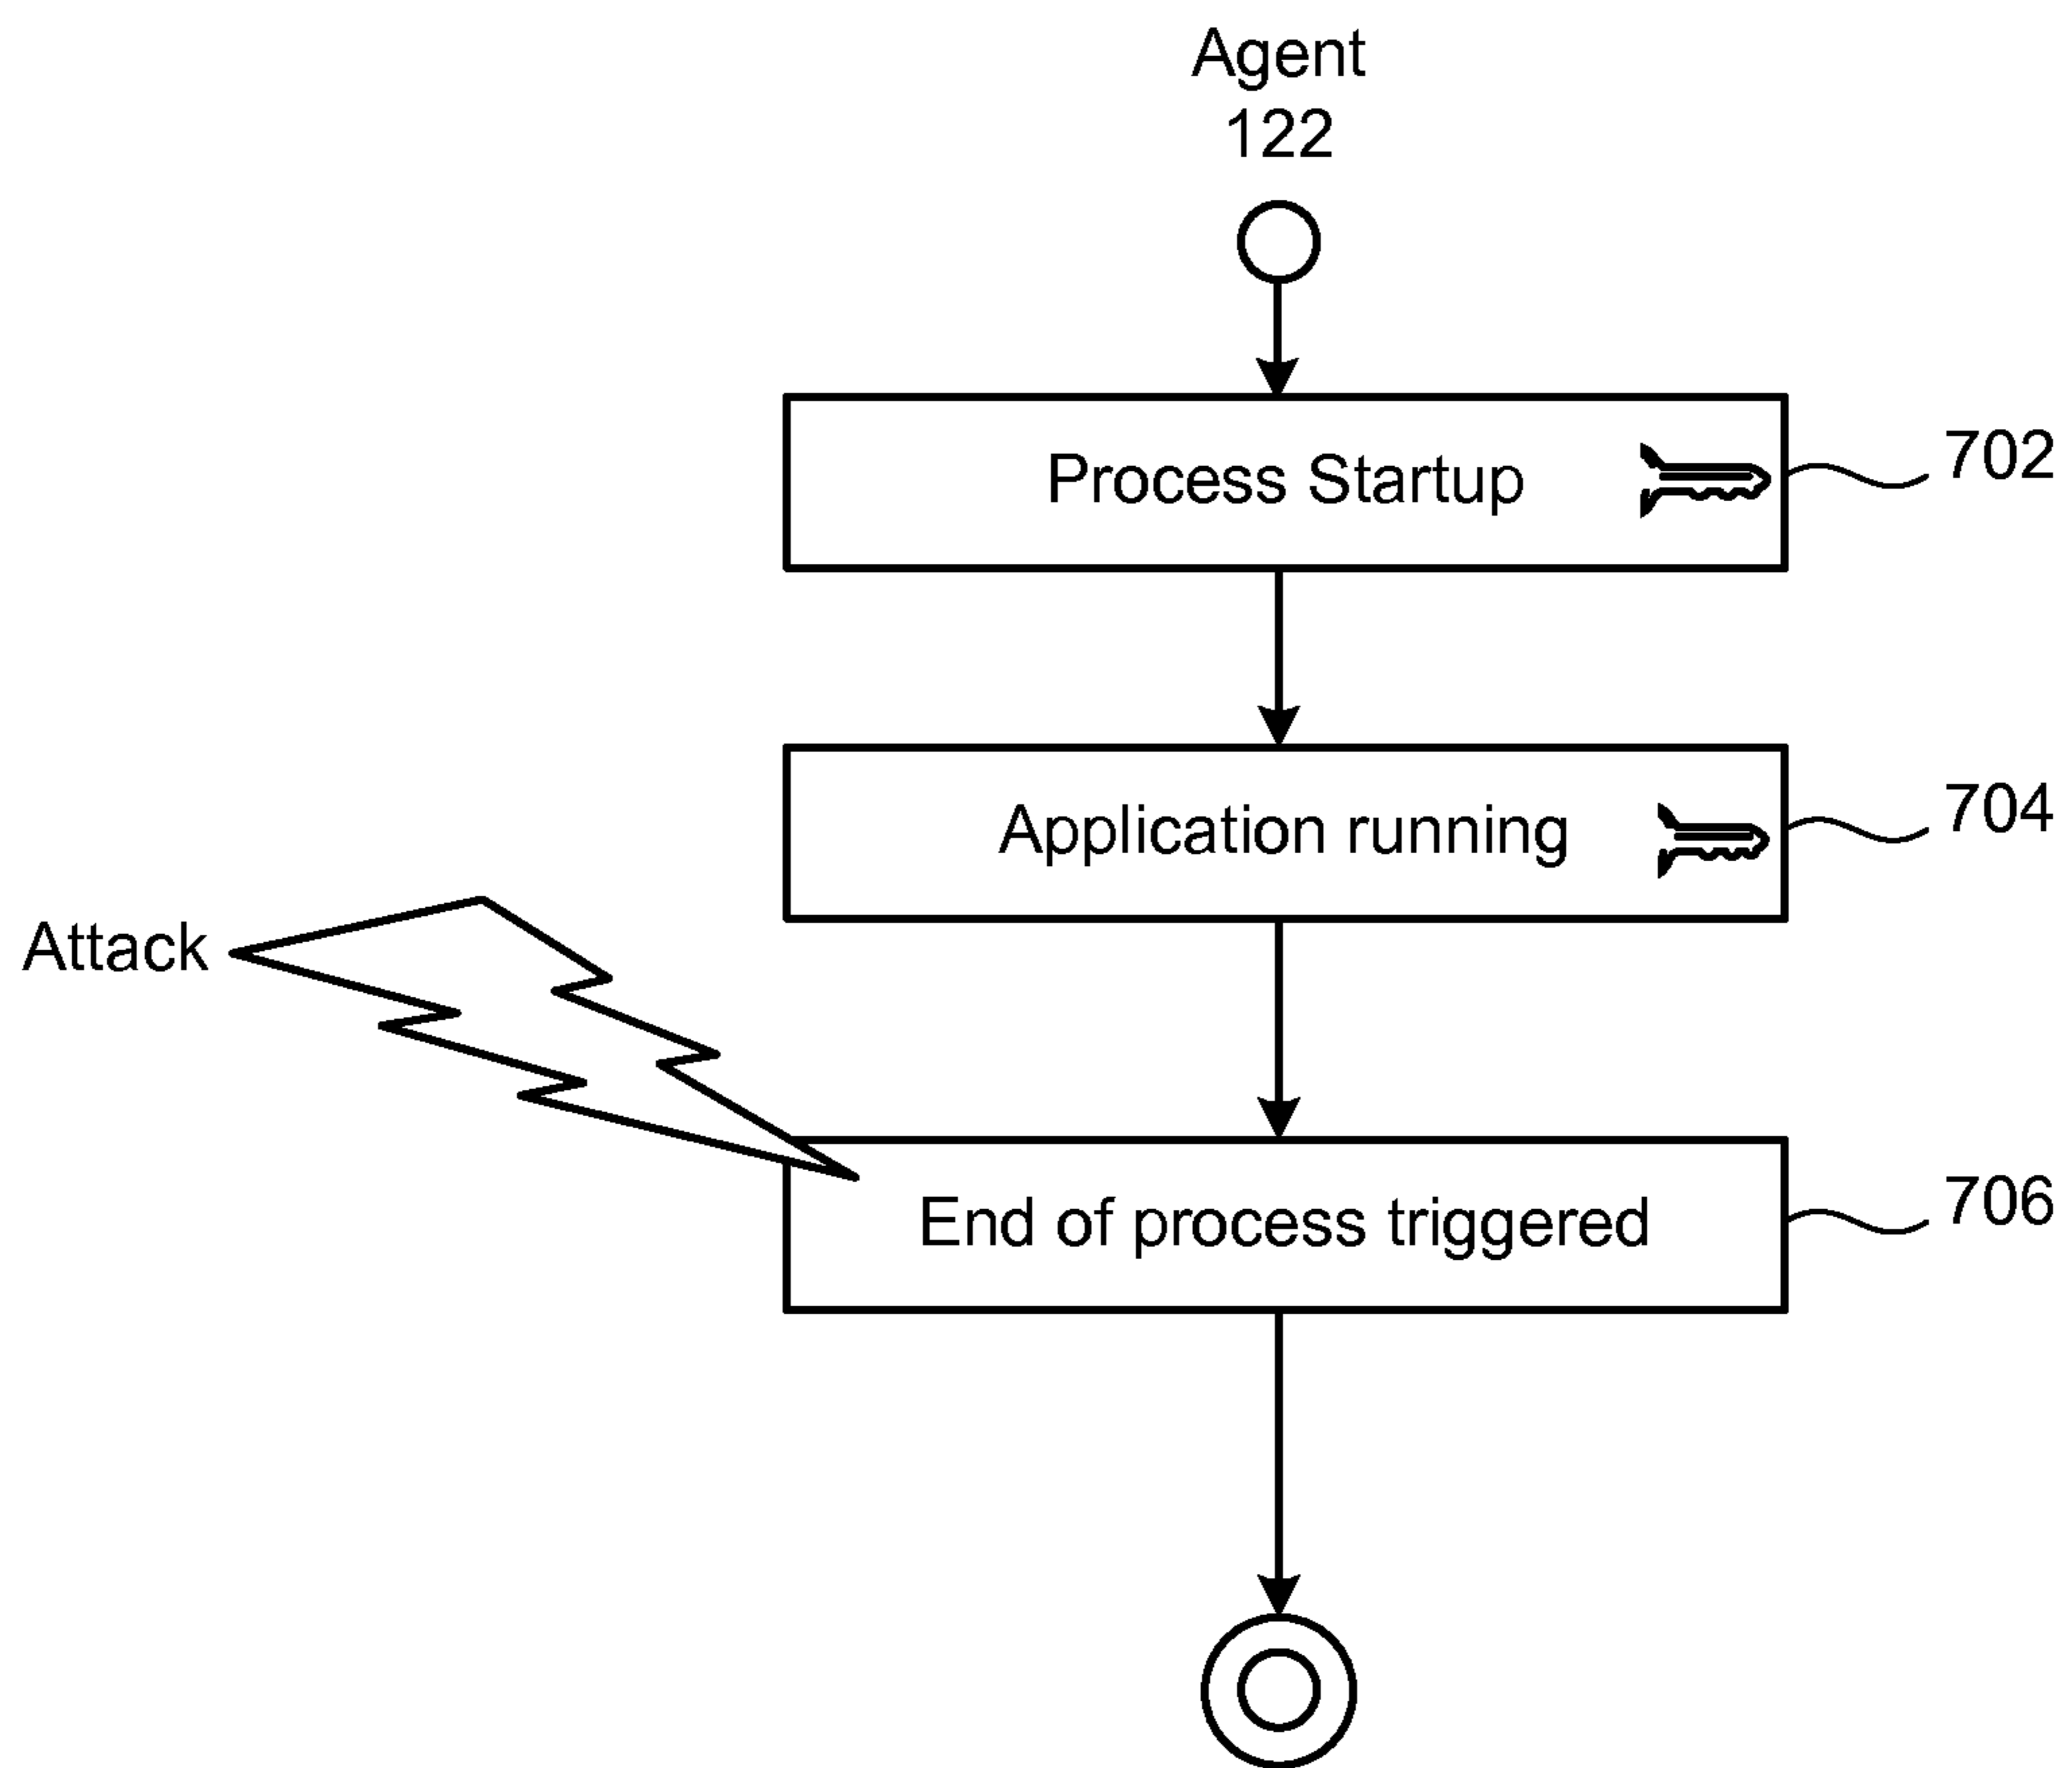 Agent
122
Process Startup
702
Application running
704
Attack
End of process triggered
706